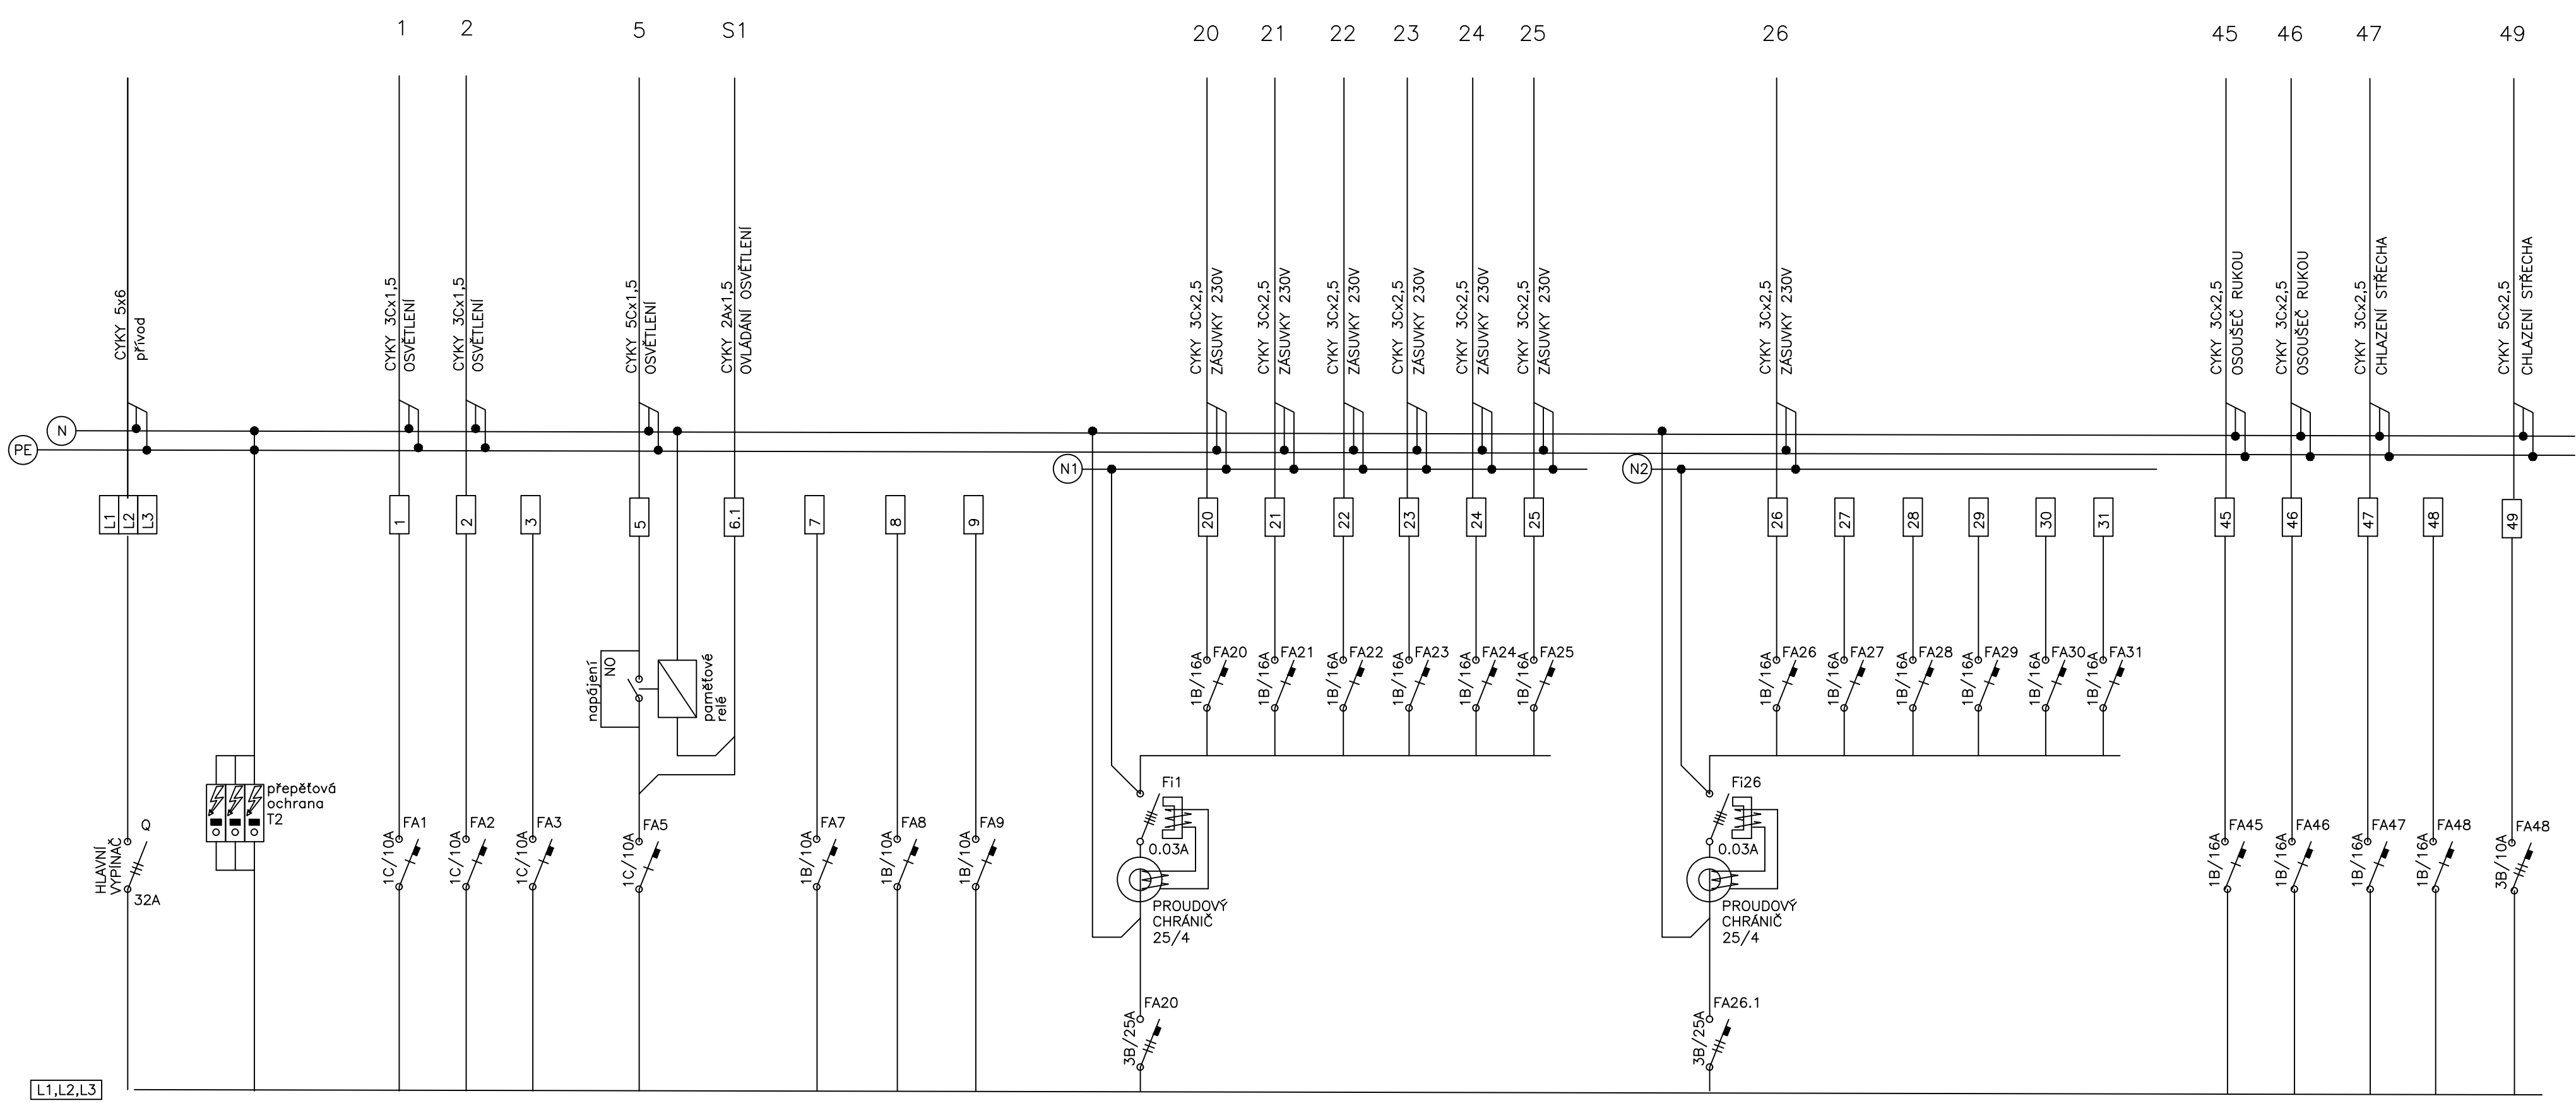 1 2 5 S1 20 21 22 23 24 25 26 45 46 47 49
CYKY 5x6
přívod
CYKY 3Cx1,5
OSVĚTLENÍ
CYKY 3Cx1,5
OSVĚTLENÍ
CYKY 5Cx1,5
OSVĚTLENÍ
CYKY 2Ax1,5
OVLÁDÁNÍ OSVĚTLENÍ
CYKY 3Cx2,5
ZÁSUVKY 230V
CYKY 3Cx2,5
ZÁSUVKY 230V
CYKY 3Cx2,5
ZÁSUVKY 230V
CYKY 3Cx2,5
ZÁSUVKY 230V
CYKY 3Cx2,5
ZÁSUVKY 230V
CYKY 3Cx2,5
ZÁSUVKY 230V
CYKY 3Cx2,5
ZÁSUVKY 230V
CYKY 3Cx2,5
OSOUŠEČ RUKOU
CYKY 3Cx2,5
OSOUŠEČ RUKOU
CYKY 3Cx2,5
CHLAZENÍ STŘECHA
CYKY 5Cx2,5
CHLAZENÍ STŘECHA
N
PE
N1
N2
L1 L2 L3 1 2 3 5 6.1 7 8 9 20 21 22 23 24 25 26 27 28 29 30 31 45 46 47 48 49
napájení
NO
paměťové
relé
1B/16A FA20
1B/16A FA21
1B/16A FA22
1B/16A FA23
1B/16A FA24
1B/16A FA25
1B/16A FA26
1B/16A FA27
1B/16A FA28
1B/16A FA29
1B/16A FA30
1B/16A FA31
HLAVNÍ
VYPÍNAČ
Q
32A
přepěťová
ochrana
T2
1C/10A FA1
1C/10A FA2
1C/10A FA3
1C/10A FA5
1B/10A FA7
1B/10A FA8
1B/10A FA9
Fi1
0.03A
PROUDOVÝ
CHRÁNIČ
25/4
Fi26
0.03A
PROUDOVÝ
CHRÁNIČ
25/4
1B/16A FA45
1B/16A FA46
1B/16A FA47
1B/16A FA48
3B/10A FA48
3B/25A FA20
3B/25A FA26.1
L1,L2,L3